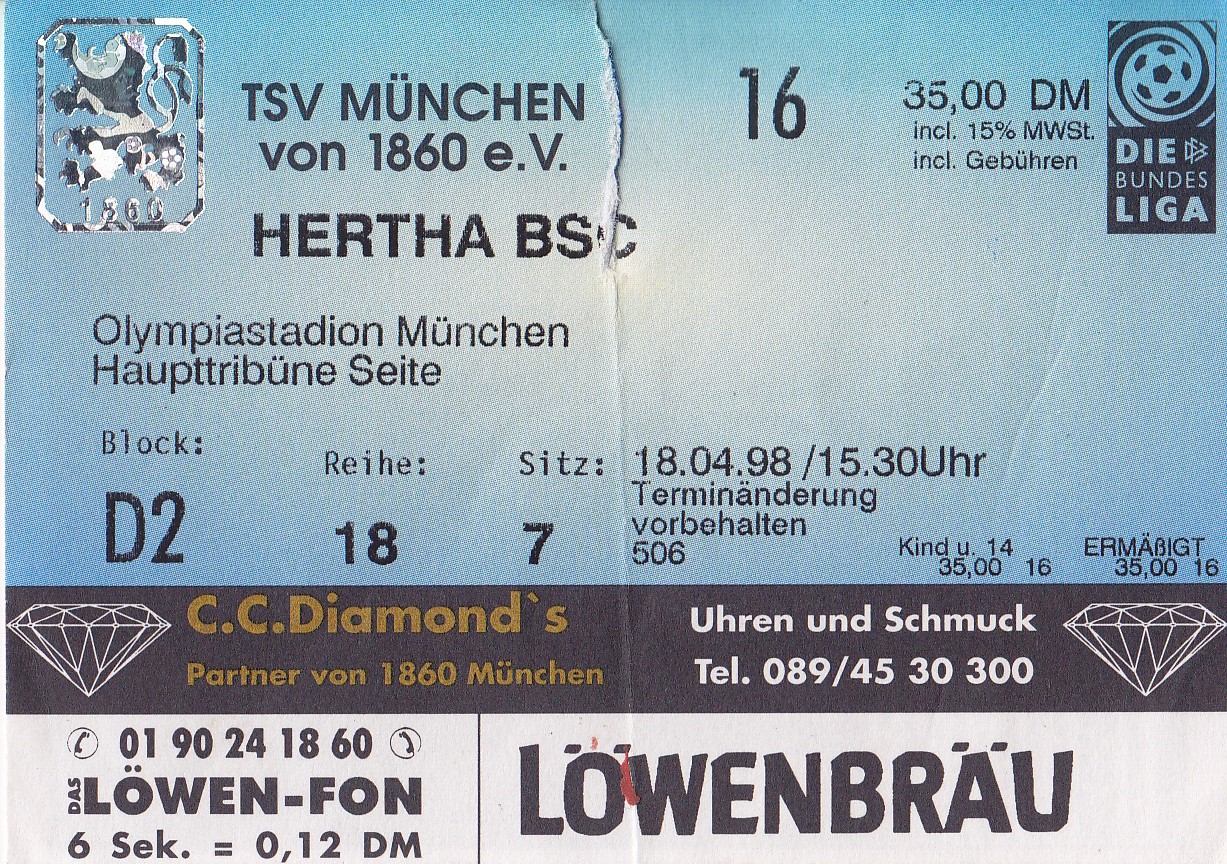 1860
TSV MÜNCHEN
von 1860 e.V.
HERTHA BSC
16
35,00 DM
incl. 15% MWSt.
incl. Gebühren
DIE
BUNDES
LIGA
Olympiastadion München
Haupttribüne Seite
Block:
D2
Reihe:
18
Sitz:
7
18.04.98 /15.30Uhr
Terminänderung
vorbehalten
506
Kind u. 14
35,00 16
ERMÄßIGT
35,00 16
C.C.Diamond`s
Partner von 1860 München
Uhren und Schmuck
Tel. 089/45 30 300
01 90 24 18 60
DAS LÖWEN-FON
6 Sek. = 0,12 DM
LÖWENBRÄU